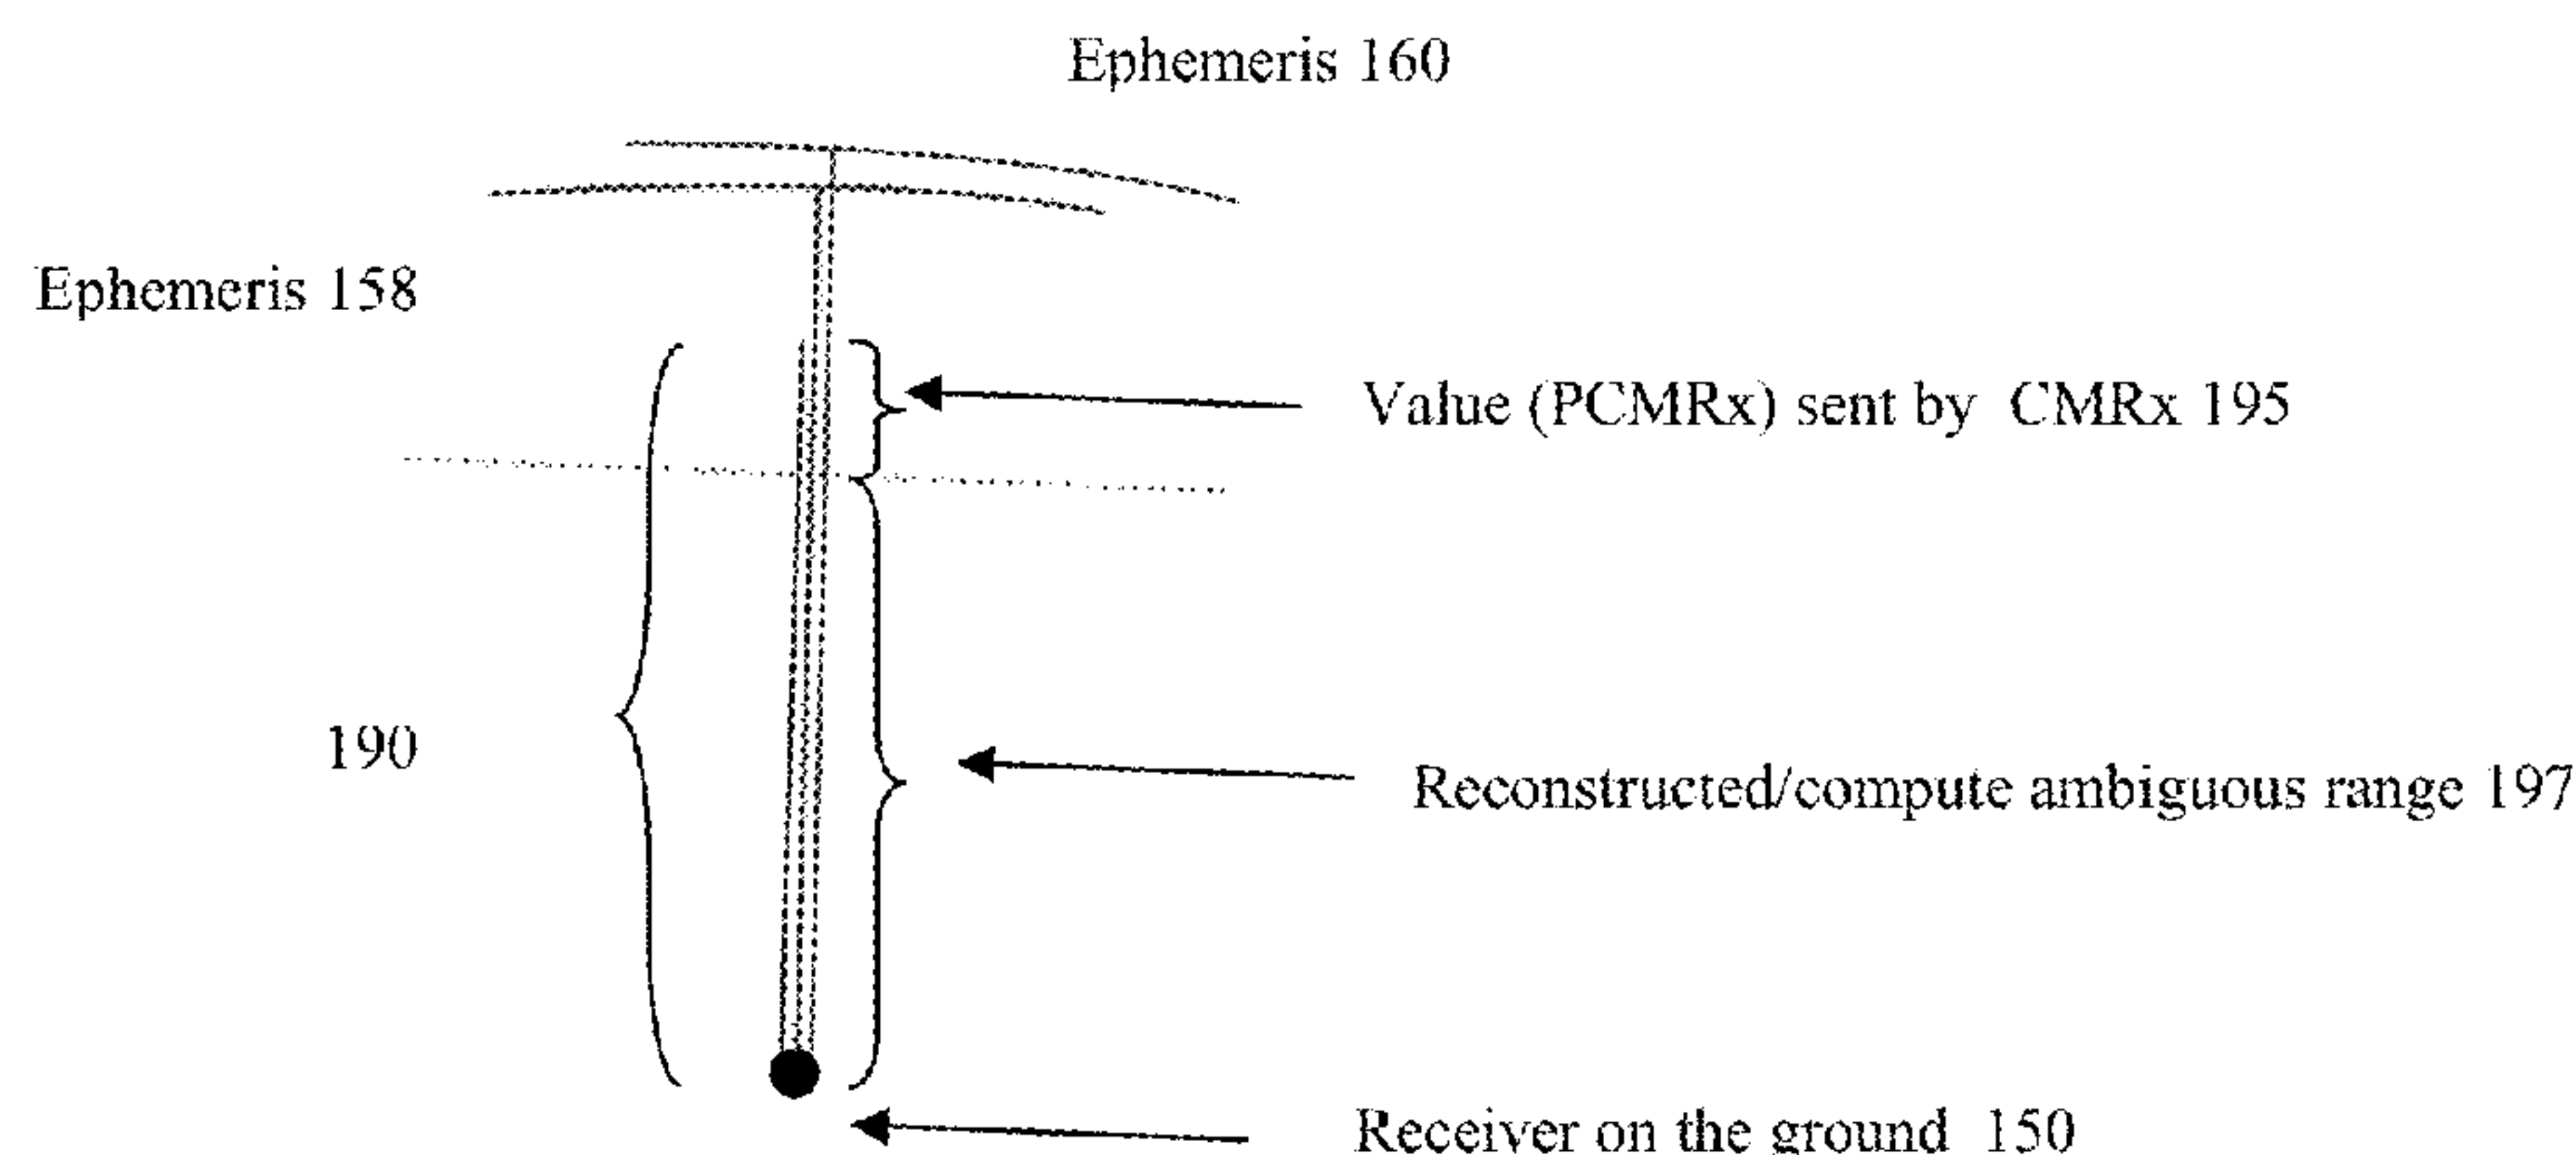 Ephemeris 160
Ephemeris 158
Value (PCMRx) sent by CMRx 195
190
Reconstructed/compute ambiguous range 197
Receiver on the ground 150